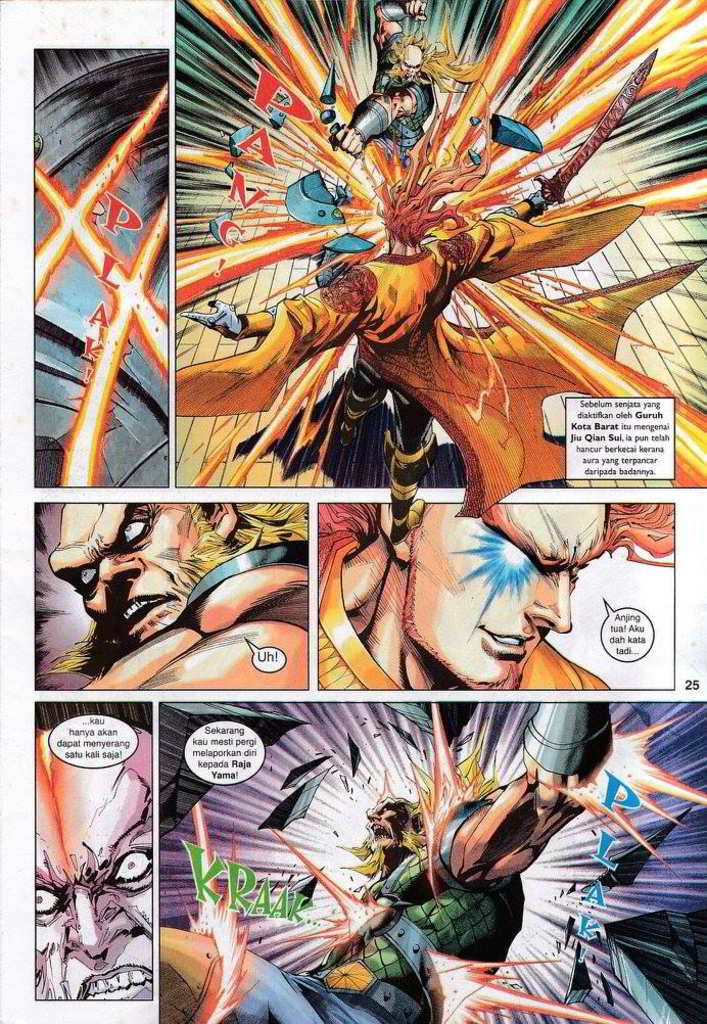 PLAK!
PANG!
Sebelum senjata yang
diaktifkan oleh Guruh
Kota Barat itu mengenai
Jiu Qian Sui, ia pun telah
hancur berkecai kerana
aura yang terpancar
daripada badannya.
Uh!
Anjing
tua! Aku
dah kata
tadi...
25
...kau
hanya akan
dapat menyerang
satu kali saja!
Sekarang
kau mesti pergi
melaporkan diri
kepada Raja
Yama!
KRAAK...
PLAK!